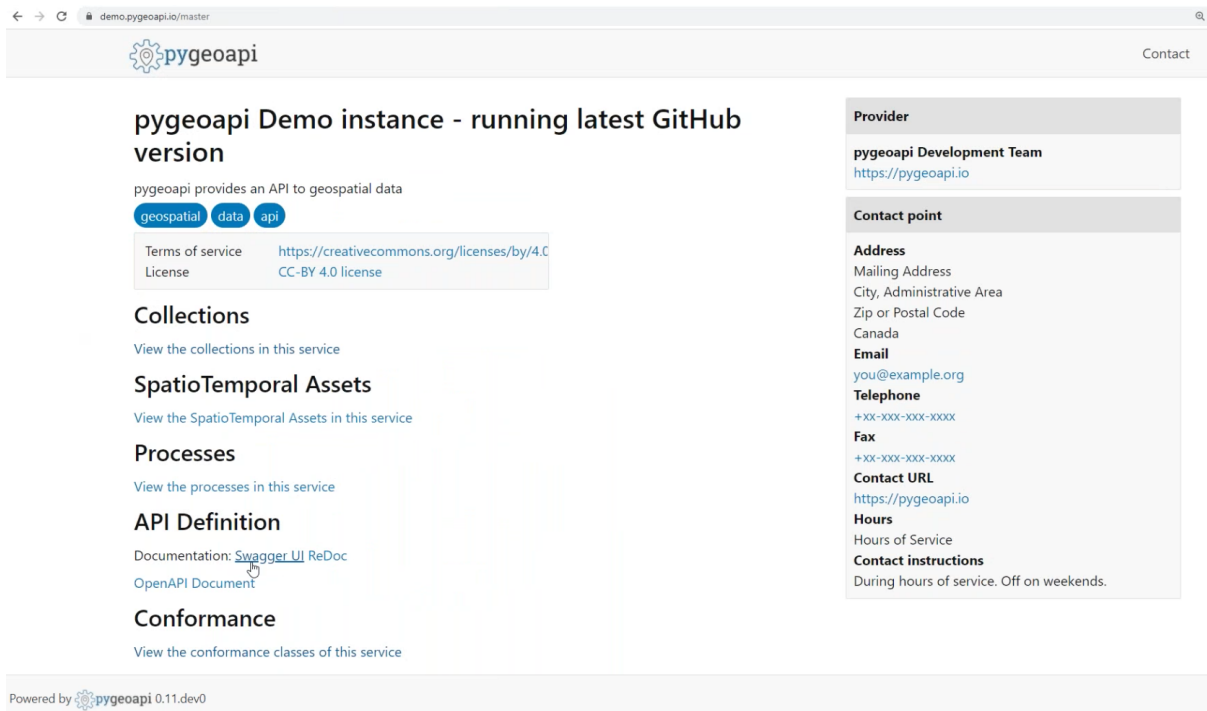 demo.pygeoapi.io/master
pygeoapi
Contact
pygeoapi Demo instance - running latest GitHub
version
pygeoapi provides an API to geospatial data
geospatial data api
Terms of service https://creativecommons.org/licenses/by/4.0
License CC-BY 4.0 license
Collections
View the collections in this service
SpatioTemporal Assets
View the SpatioTemporal Assets in this service
Processes
View the processes in this service
API Definition
Documentation: Swagger UI ReDoc
OpenAPI Document
Conformance
View the conformance classes of this service
Provider
pygeoapi Development Team
https://pygeoapi.io
Contact point
Address
Mailing Address
City, Administrative Area
Zip or Postal Code
Canada
Email
you@example.org
Telephone
+xx-xxx-xxx-xxxx
Fax
+xx-xxx-xxx-xxxx
Contact URL
https://pygeoapi.io
Hours
Hours of Service
Contact instructions
During hours of service. Off on weekends.
Powered by pygeoapi 0.11.dev0